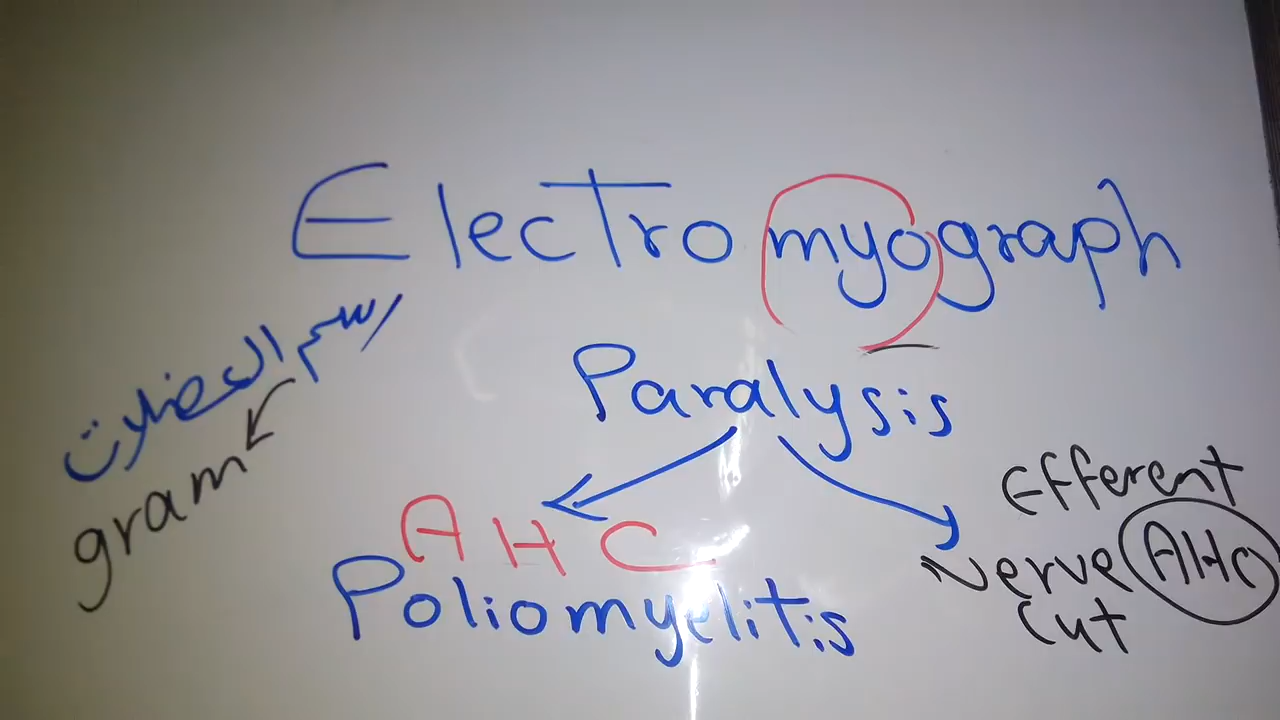 Electromyograph
رسم العضلات
gram
Paralysis
AHC
Poliomyelitis
Efferent
Nerve AHC
Cut